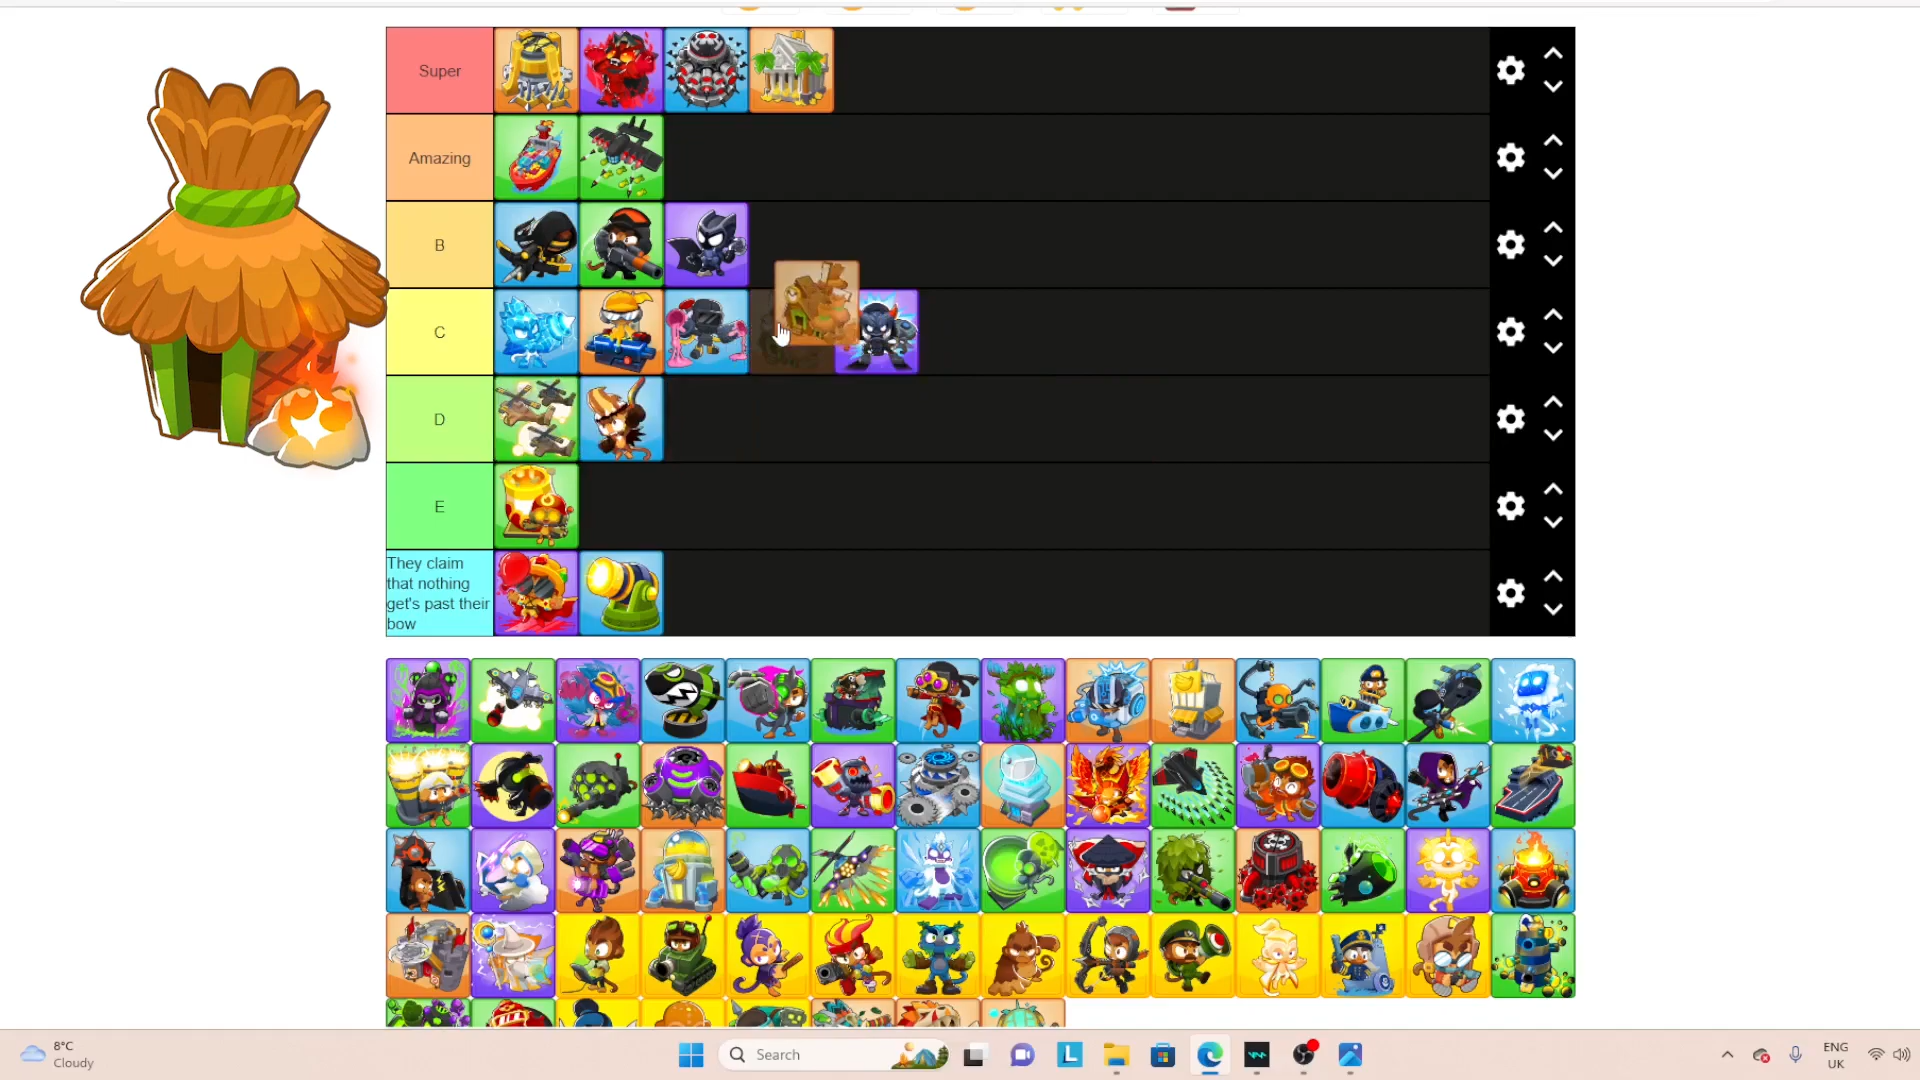 Super
Amazing
B
C
D
E
They claim
that nothing
get's past their
bow
8°C
Cloudy
Search
L
ENG
UK